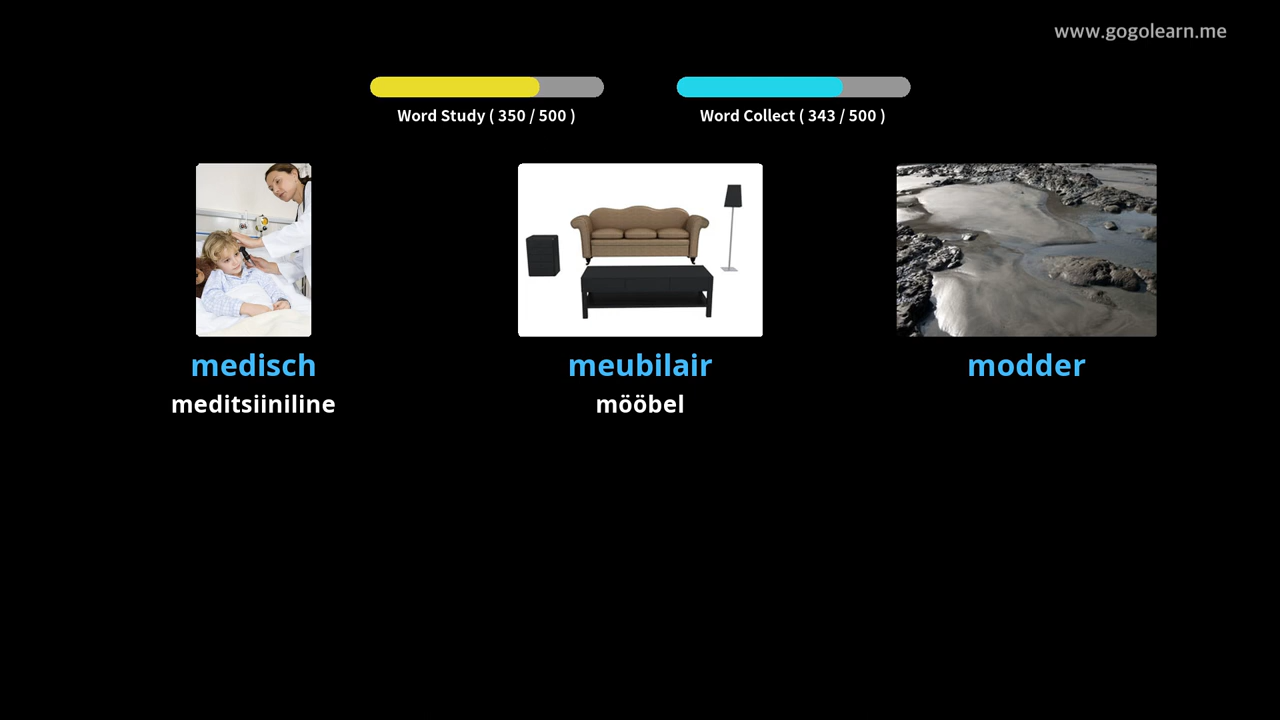 www.gogolearn.me
Word Study ( 350 / 500 )
Word Collect ( 343 / 500 )
medisch
meubilair
modder
meditsiiniline
mööbel